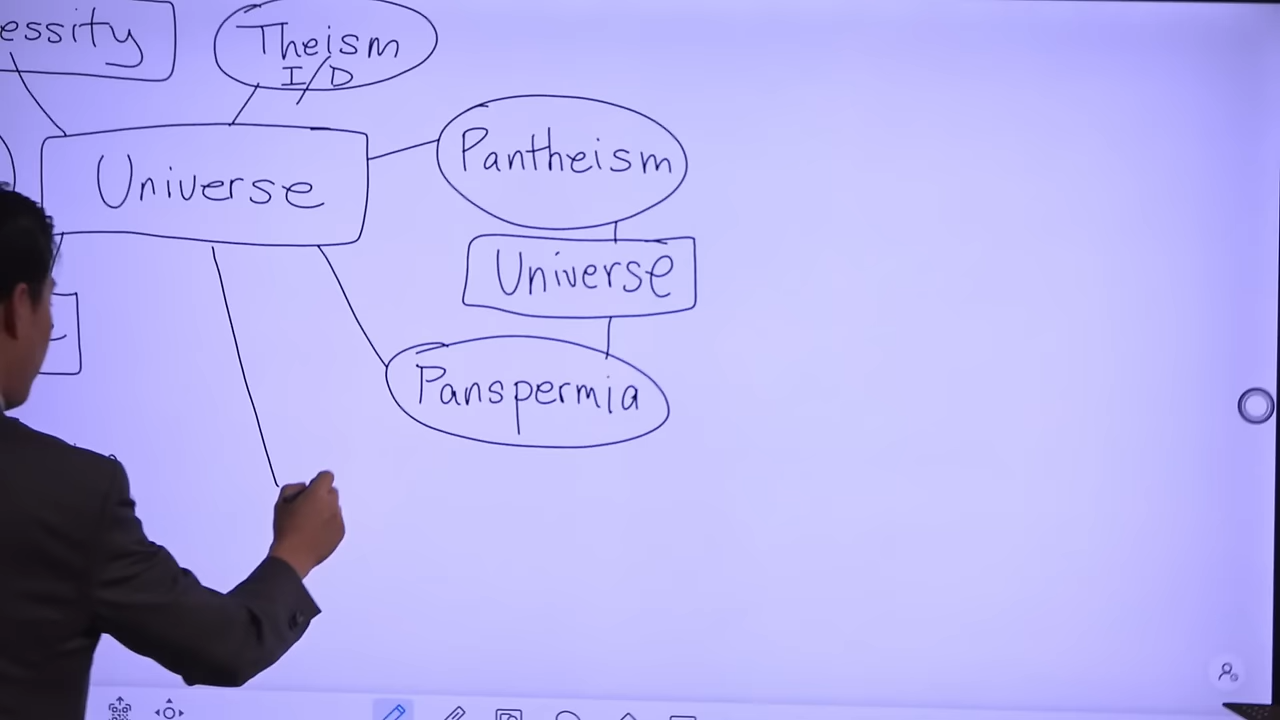 essity
Theism
I/D
Pantheism
Universe
Universe
Panspermia